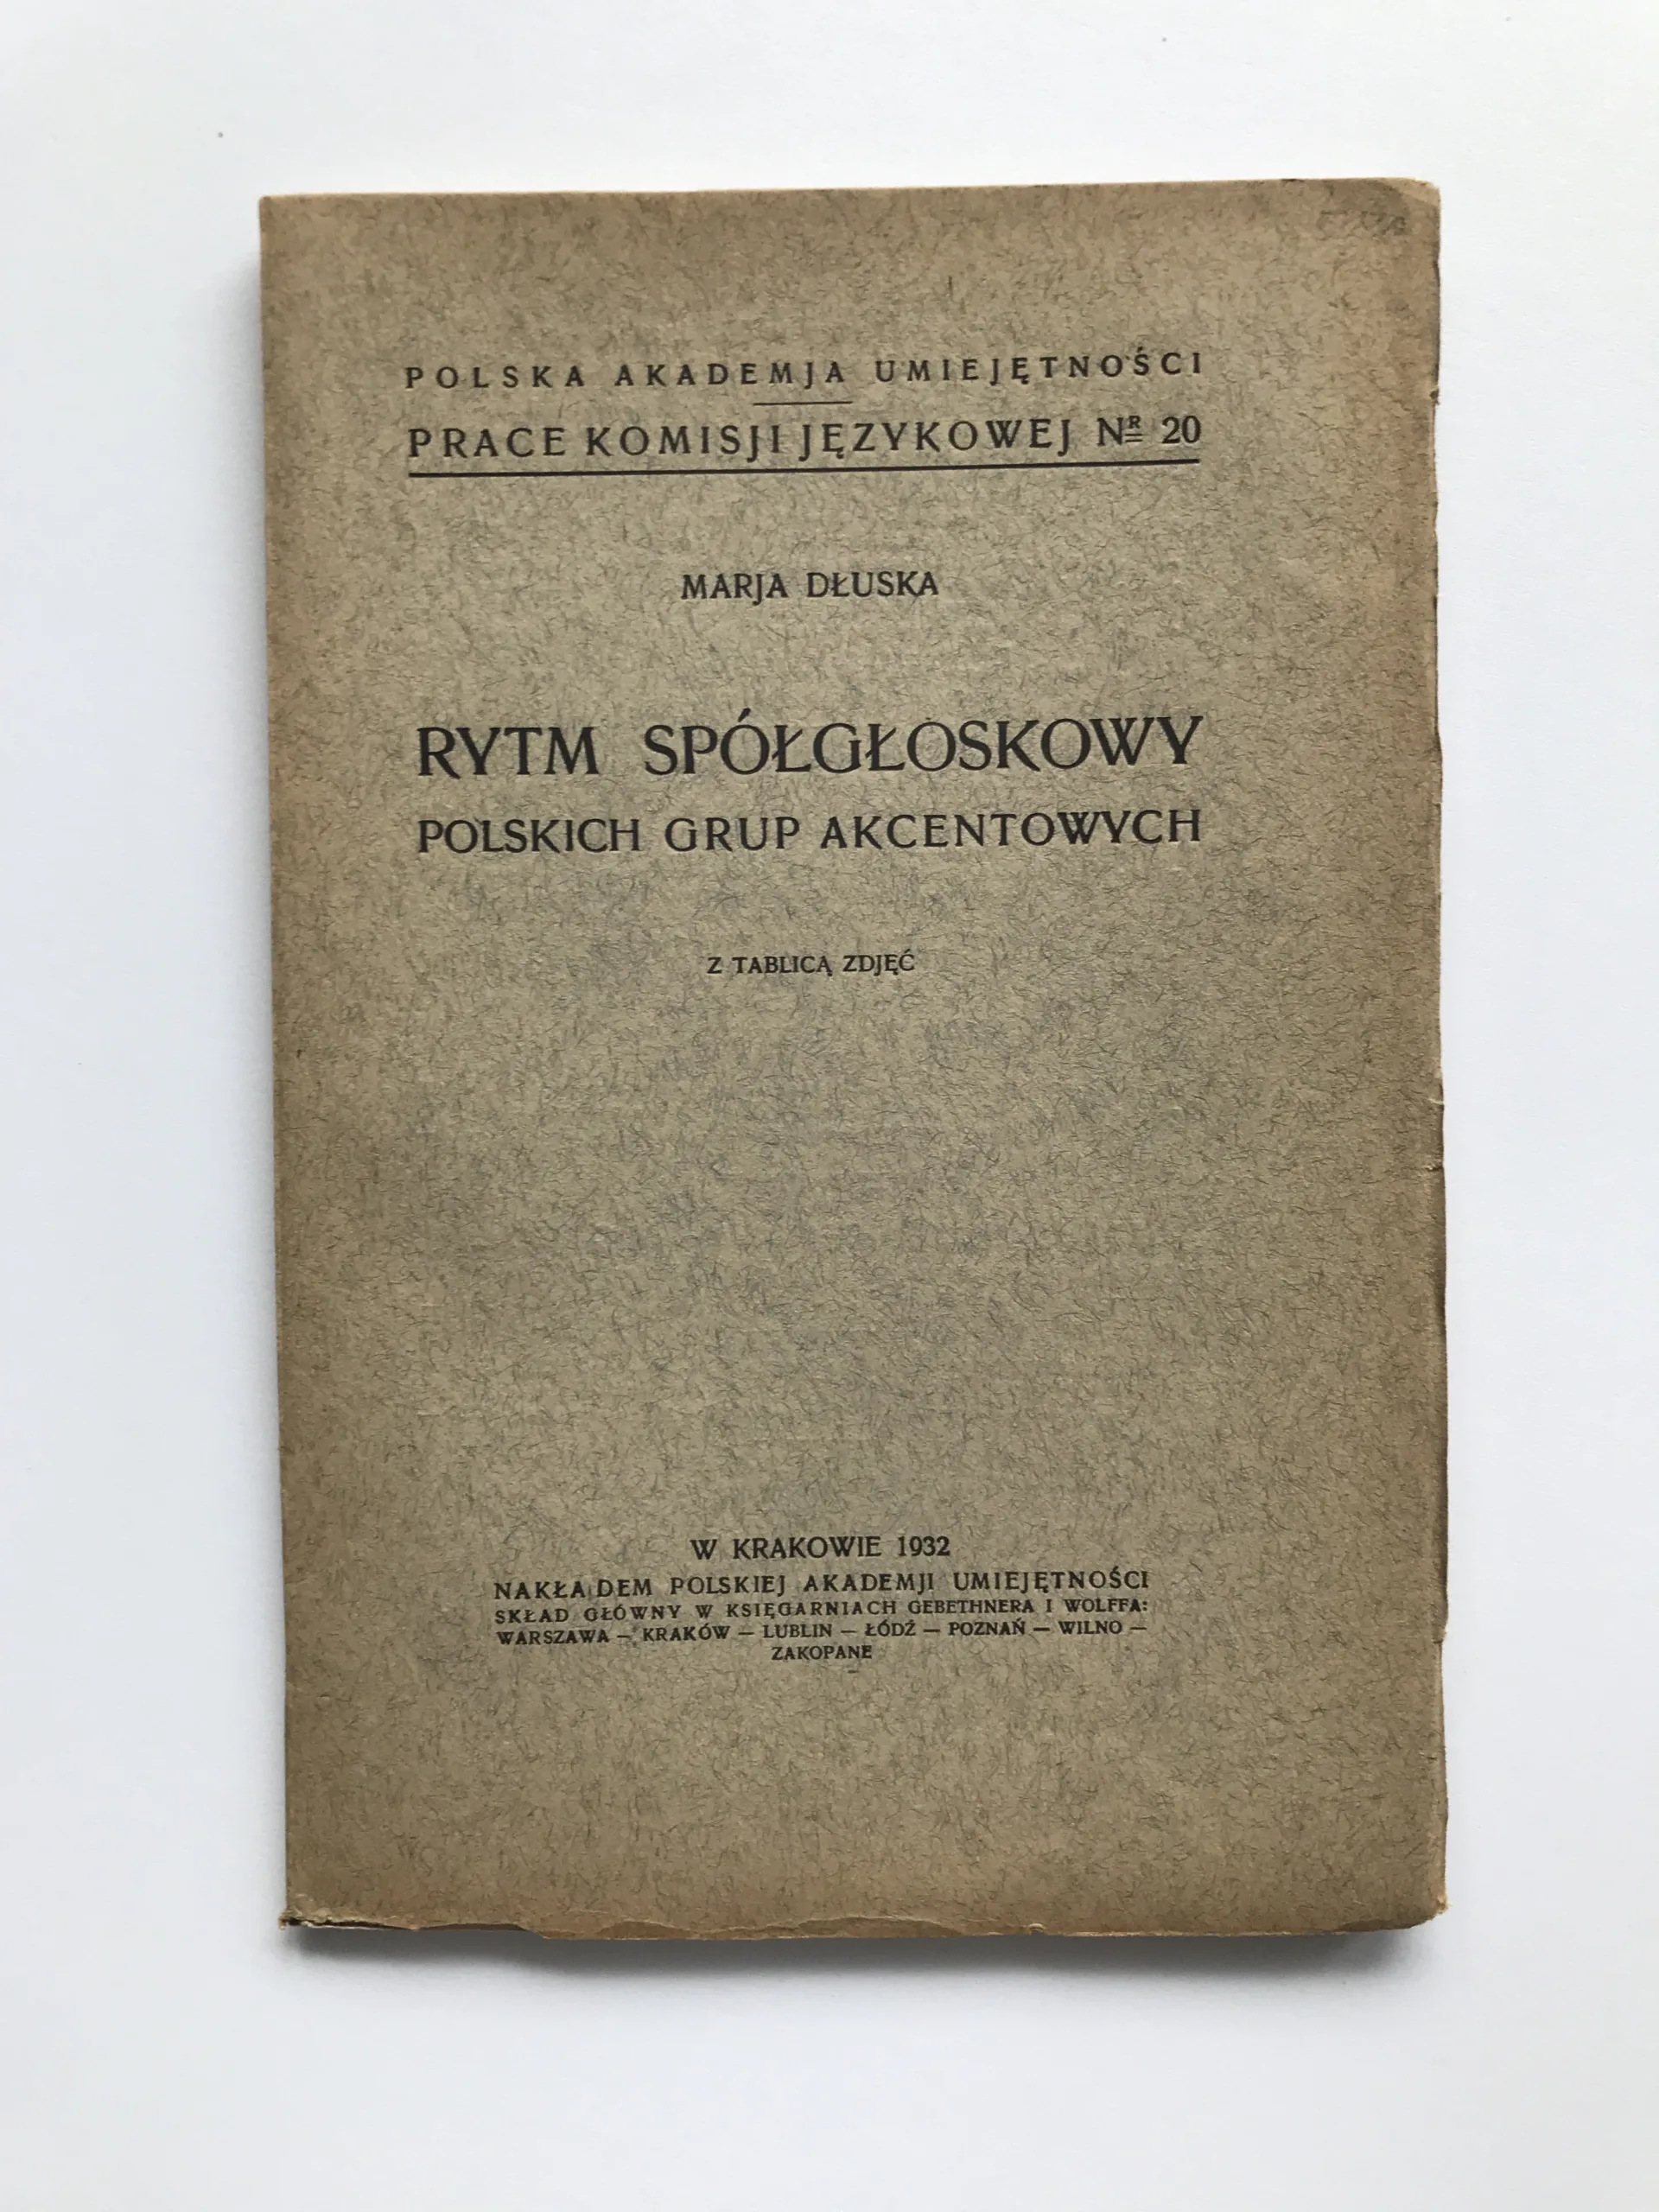 POLSKA AKADEMJA UMIEJĘTNOŚCI
PRACE KOMISJI JĘZYKOWEJ NR 20
MARJA DŁUSKA
RYTM SPÓŁGŁOSKOWY
POLSKICH GRUP AKCENTOWYCH
Z TABLICĄ ZDJĘĆ
W KRAKOWIE 1932
NAKŁADEM POLSKIEJ AKADEMJI UMIEJĘTNOŚCI
SKŁAD GŁÓWNY W KSIĘGARNIACH GEBETHNERA I WOLFFA:
WARSZAWA — KRAKÓW — LUBLIN — ŁÓDŹ — POZNAŃ — WILNO —
ZAKOPANE